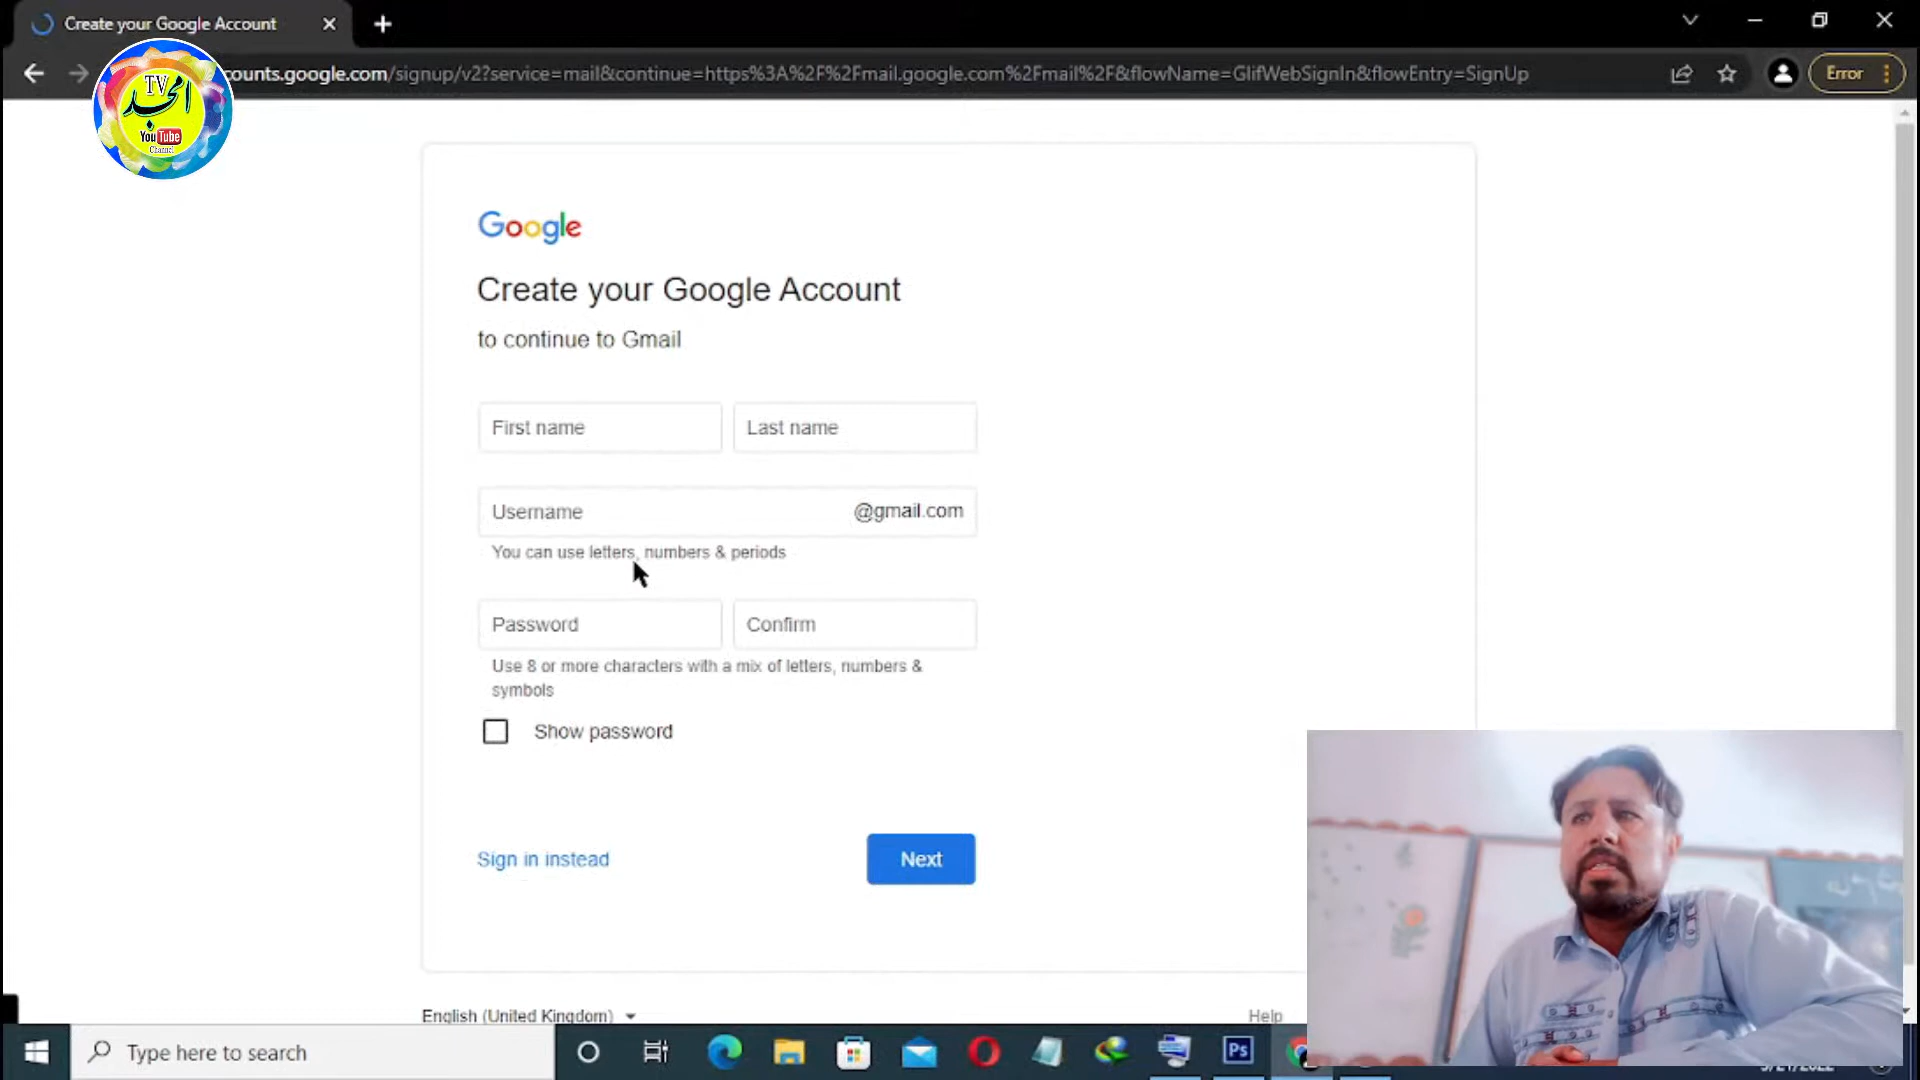 Create your Google Account
counts.google.com/signup/v2?service=mail&continue=https%3A%2F%2Fmail.google.com%2Fmail%2F&flowName=GlifWebSignIn&flowEntry=SignUp
Error
TV
امجد
YouTube
Channel
Google
Create your Google Account
to continue to Gmail
First name
Last name
Username
@gmail.com
You can use letters, numbers & periods
Password
Confirm
Use 8 or more characters with a mix of letters, numbers &
symbols
Show password
Sign in instead
Next
English (United Kingdom)
Help
Type here to search
Ps